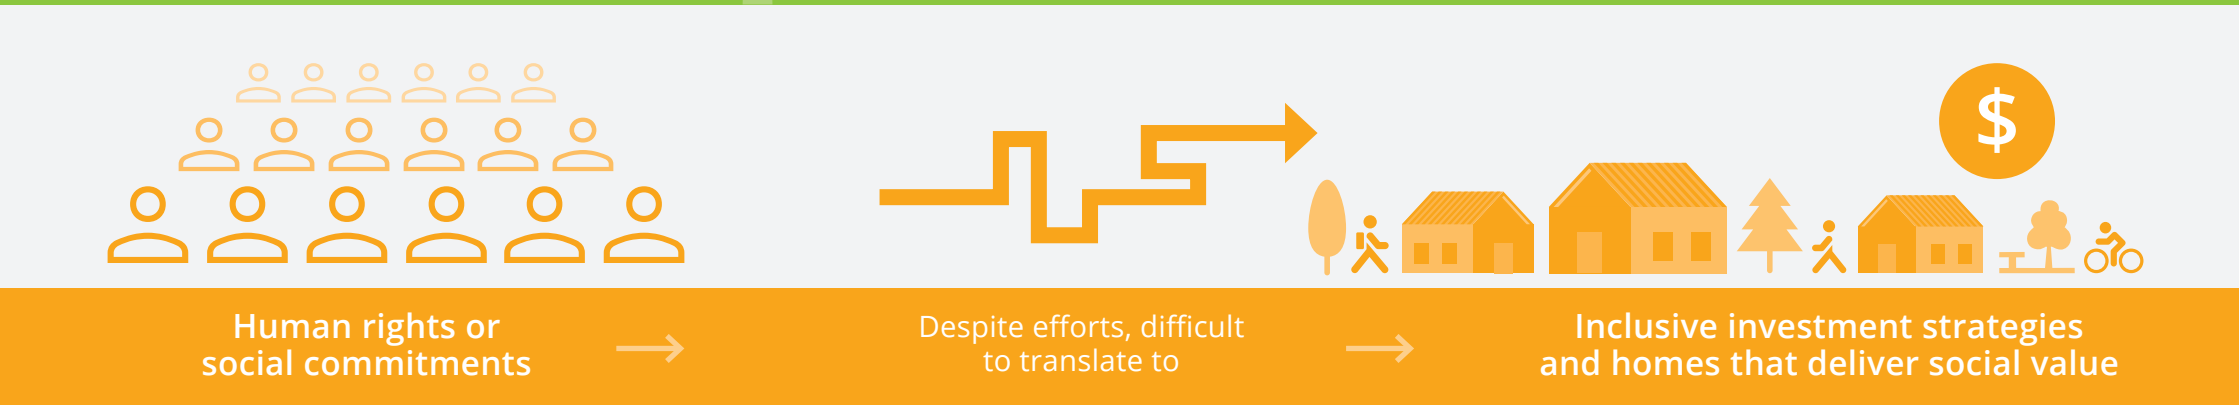 $
Human rights or
social commitments
Despite efforts, difficult
to translate to
Inclusive investment strategies
and homes that deliver social value